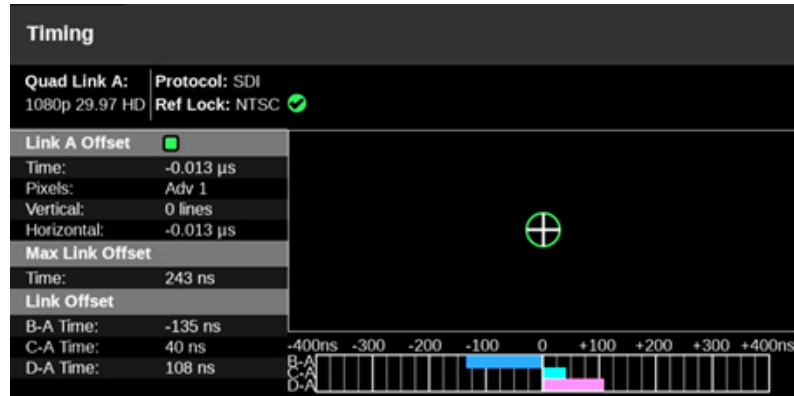 Timing
Quad Link A: Protocol: SDI
1080p 29.97 HD Ref Lock: NTSC
Link A Offset
Time: -0.013 µs
Pixels: Adv 1
Vertical: 0 lines
Horizontal: -0.013 µs
Max Link Offset
Time: 243 ns
Link Offset
B-A Time: -135 ns
C-A Time: 40 ns
D-A Time: 108 ns
-400ns -300 -200 -100 0 +100 +200 +300 +400ns
B-A
C-A
D-A